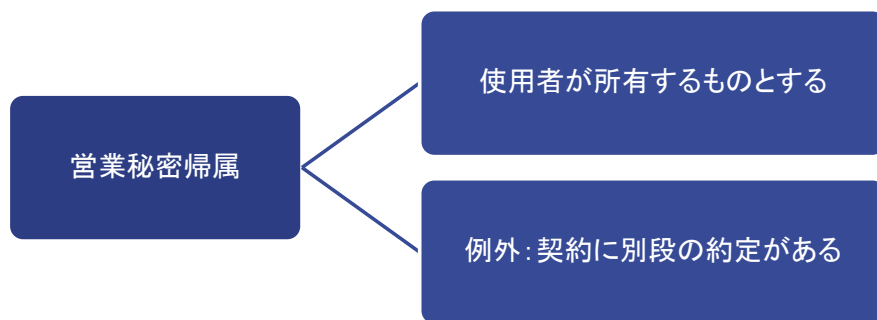 使用者が所有するものとする
営業秘密帰属
例外：契約に別段の約定がある